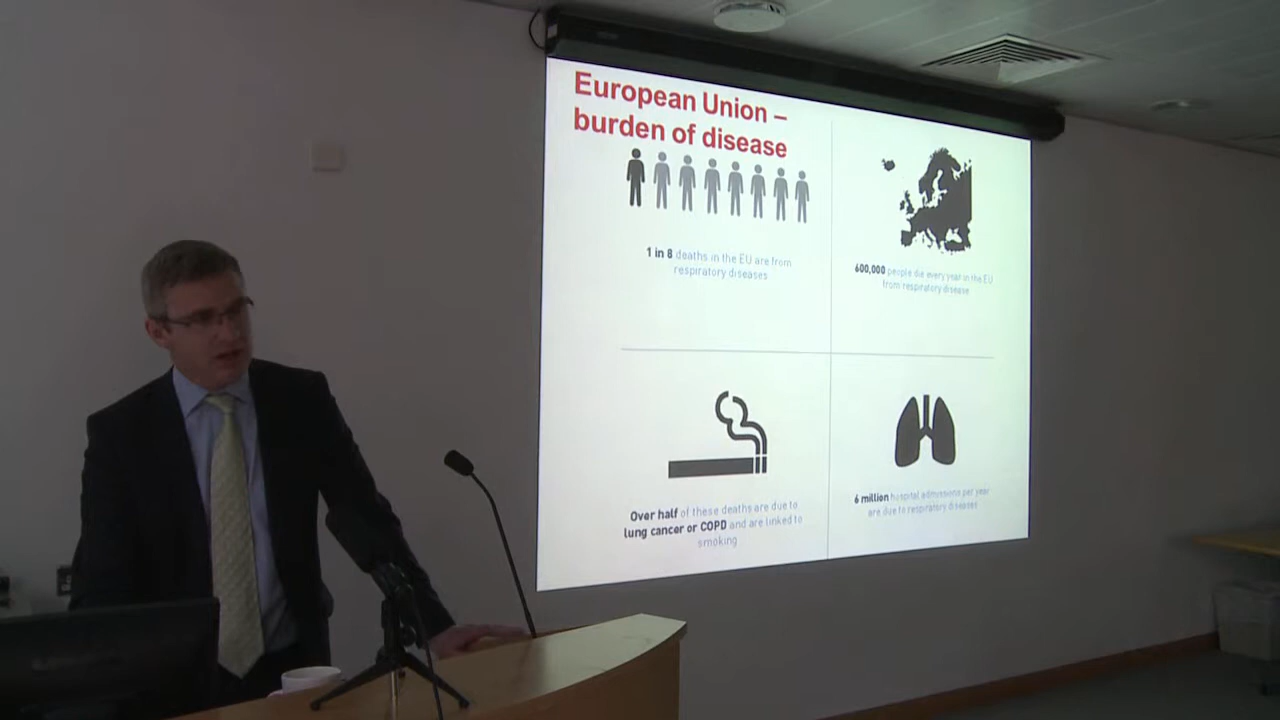 European Union –
burden of disease
1 in 8 deaths in the EU are from
respiratory diseases
600,000 people die every year in the EU
from respiratory disease
Over half of these deaths are due to
lung cancer or COPD and are linked to
smoking
6 million hospital admissions per year
are due to respiratory diseases